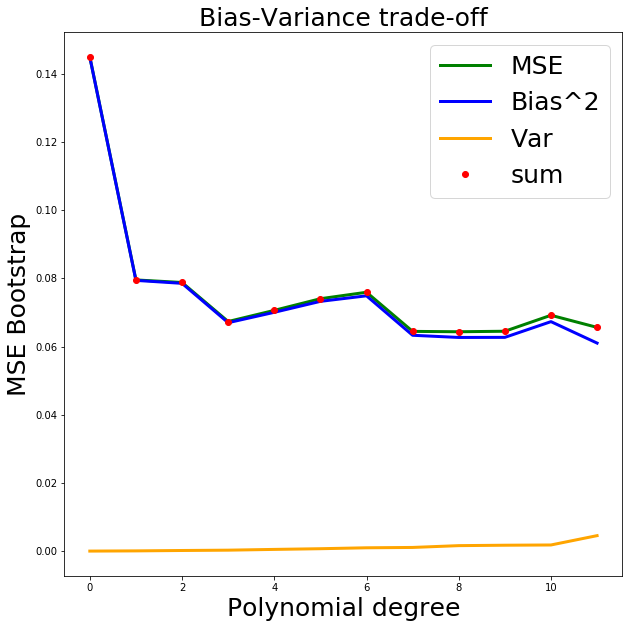 Bias-Variance trade-off
MSE
Bias^2
Var
sum
MSE Bootstrap
0.14
0.12
0.10
0.08
0.06
0.04
0.02
0.00
0 2 4 6 8 10
Polynomial degree